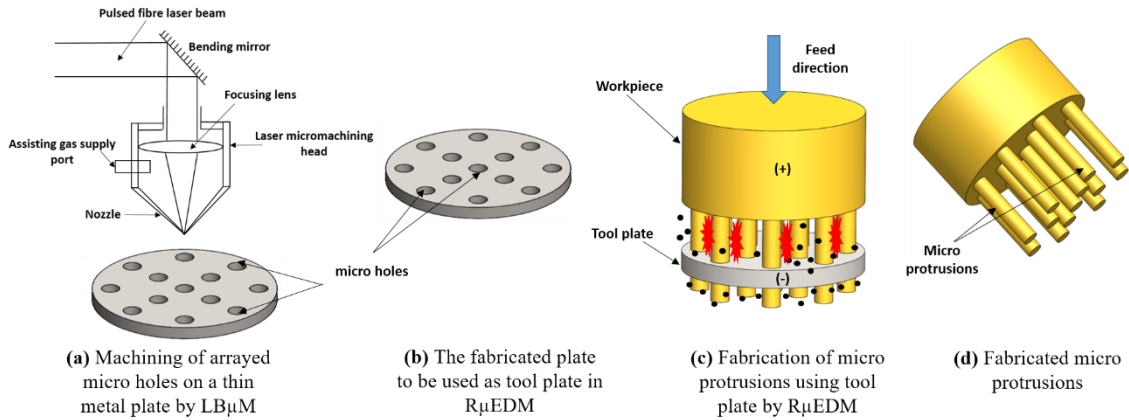 Pulsed fibre laser beam
Bending mirror
Focusing lens
Laser micromachining
head
Assisting gas supply
port
Nozzle
micro holes
(a) Machining of arrayed
micro holes on a thin
metal plate by LBµM
(b) The fabricated plate
to be used as tool plate in
RµEDM
Feed
direction
Workpiece
(+)
Tool plate
(-)
(c) Fabrication of micro
protrusions using tool
plate by RµEDM
Micro
protrusions
(d) Fabricated micro
protrusions